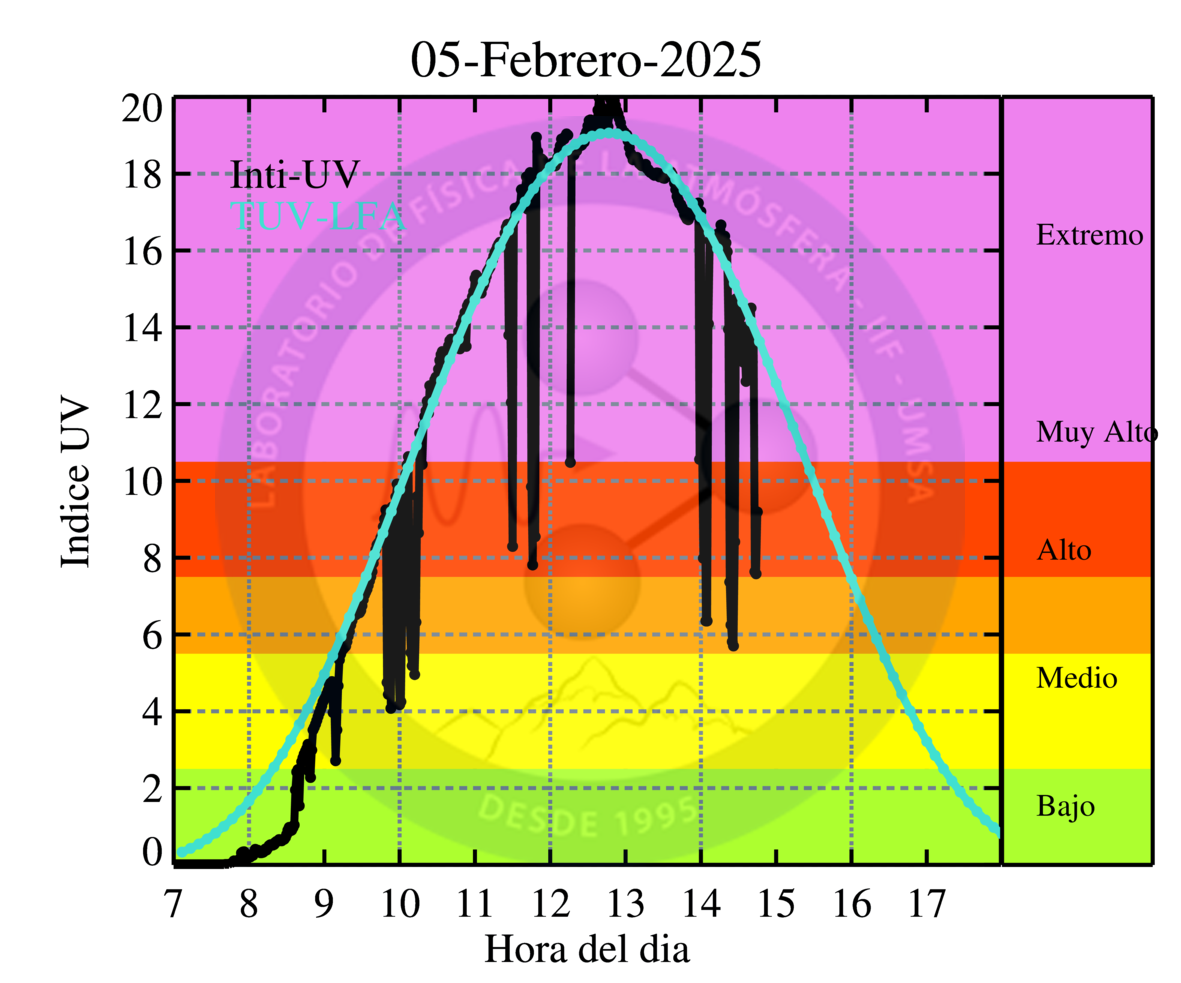 05-Febrero-2025
Indice UV
20
18
16
14
12
10
8
6
4
2
0
Inti-UV
TUV-LFA
LABORATORIO DE FÍSICA DE LA ATMÓSFERA - IIF - UMSA
DESDE 1995
Extremo
Muy Alto
Alto
Medio
Bajo
7 8 9 10 11 12 13 14 15 16 17
Hora del dia